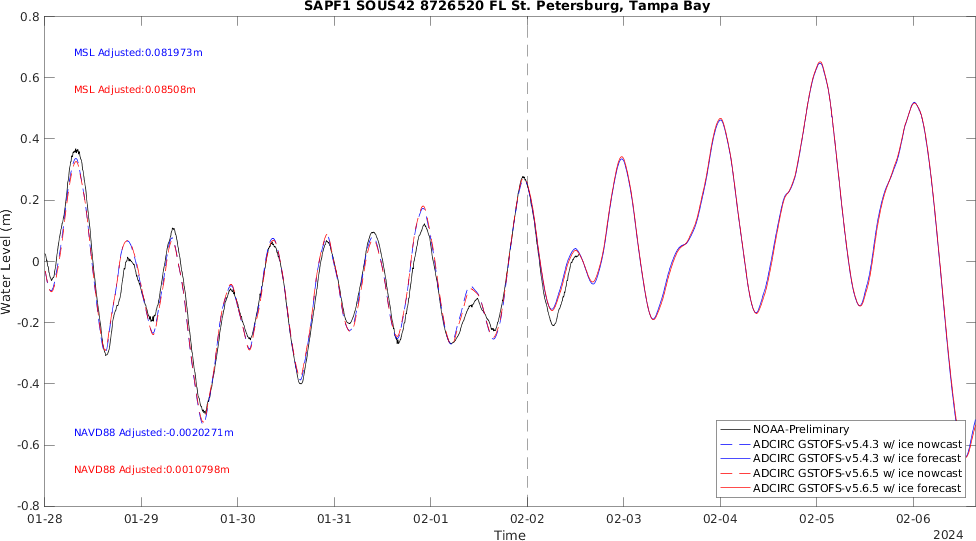 SAPF1 SOUS42 8726520 FL St. Petersburg, Tampa Bay
0.8
0.6
0.4
0.2
0
-0.2
-0.4
-0.6
-0.8
Water Level (m)
MSL Adjusted:0.081973m
MSL Adjusted:0.08508m
NAVD88 Adjusted:-0.0020271m
NAVD88 Adjusted:0.0010798m
NOAA-Preliminary
ADCIRC GSTOFS-v5.4.3 w/ ice nowcast
ADCIRC GSTOFS-v5.4.3 w/ ice forecast
ADCIRC GSTOFS-v5.6.5 w/ ice nowcast
ADCIRC GSTOFS-v5.6.5 w/ ice forecast
01-28 01-29 01-30 01-31 02-01 02-02 02-03 02-04 02-05 02-06
Time
2024